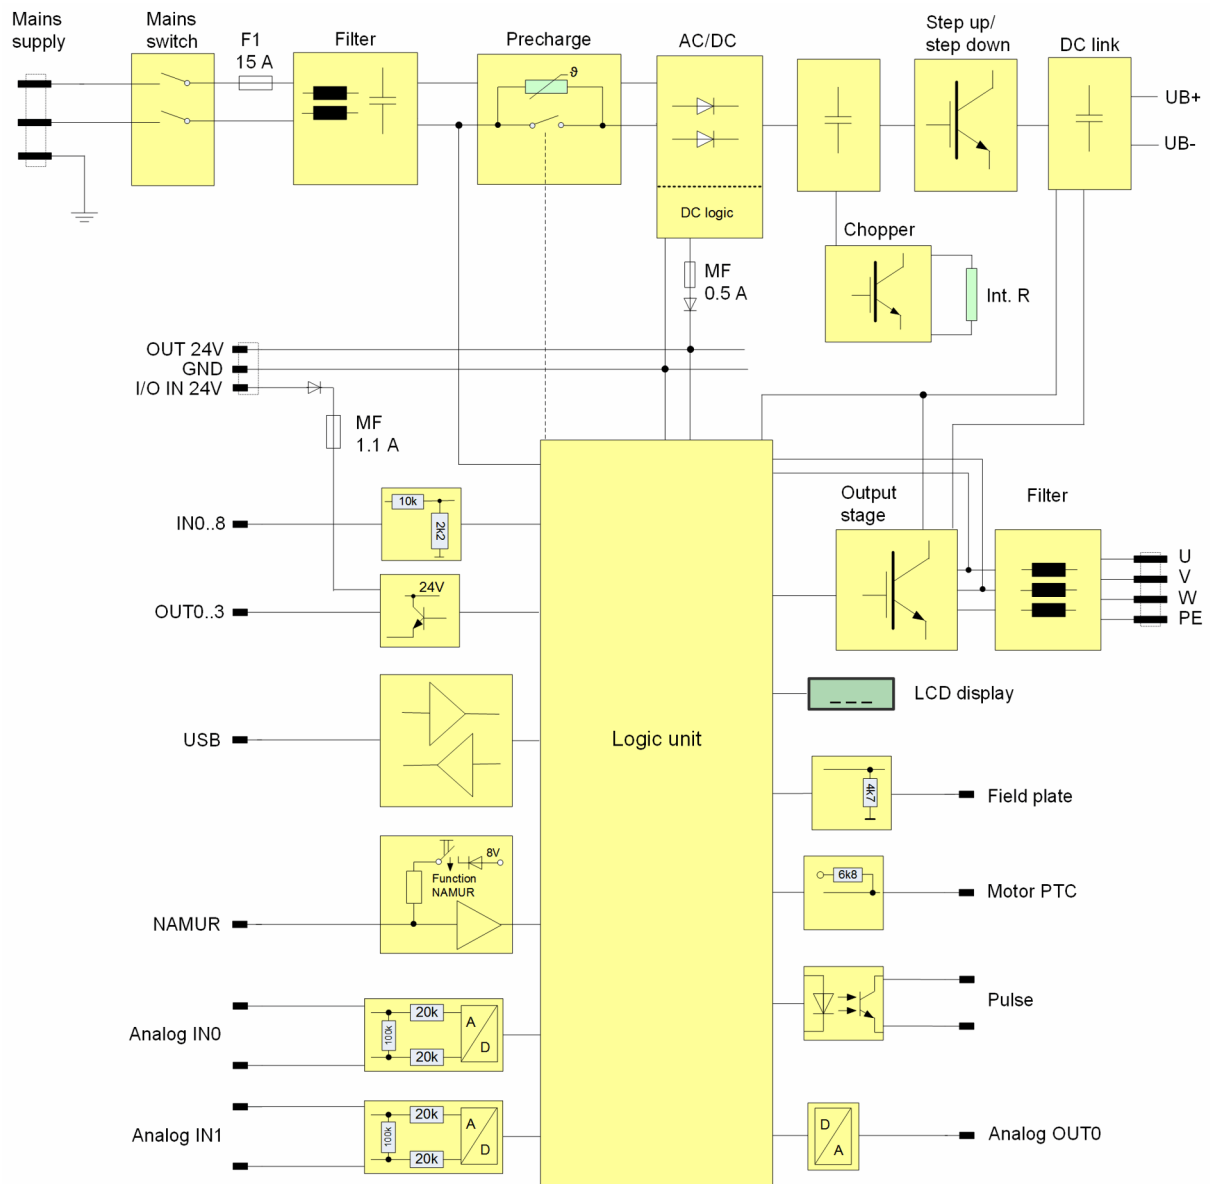 Mains
supply
Mains
switch
F1
15 A
Filter
Precharge
AC/DC
Step up/
step down
DC link
ϑ
UB+
UB-
DC logic
Chopper
MF
0.5 A
Int. R
OUT 24V
GND
I/O IN 24V
MF
1.1 A
Output
stage
Filter
10k
2k2
IN0..8
U
V
W
PE
24V
OUT0..3
LCD display
Logic unit
USB
4k7
Field plate
8V
Function
NAMUR
6k8
Motor PTC
NAMUR
Pulse
20k
100k
A
D
20k
Analog IN0
20k
100k
A
D
20k
Analog IN1
D
A
Analog OUT0